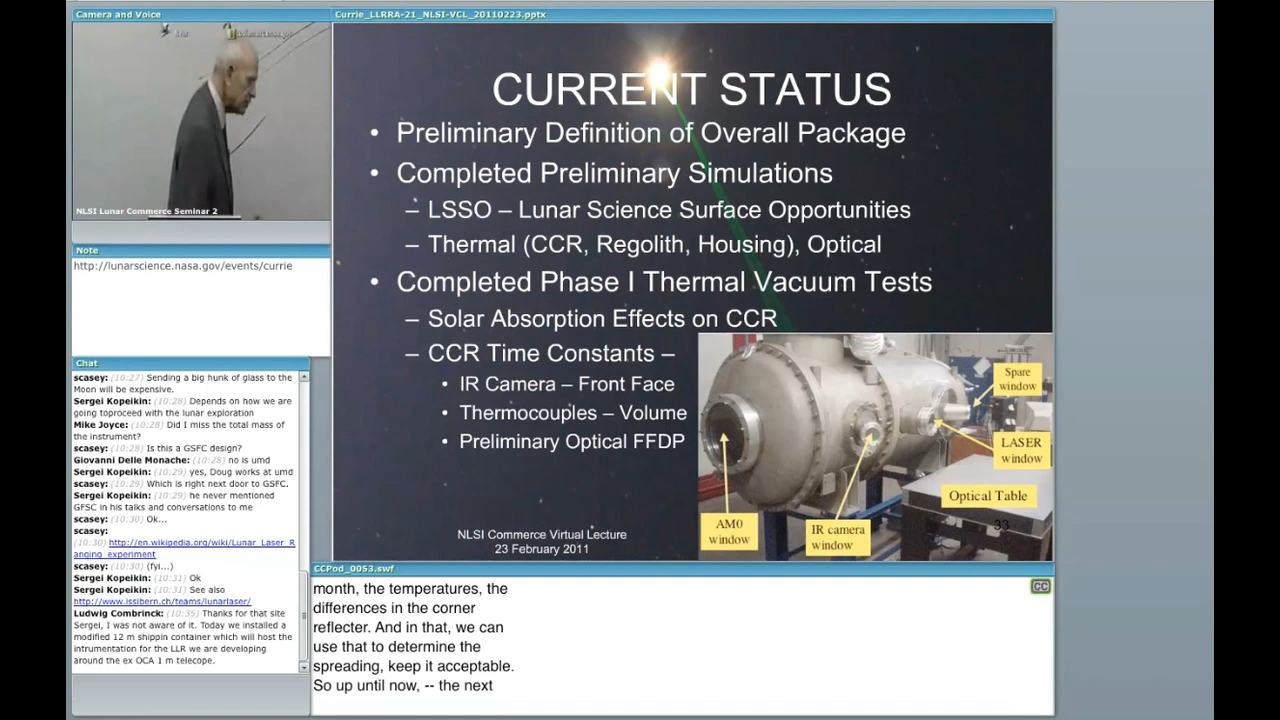 Camera and Voice
NLSI Lunar Commerce Seminar 2
Note
http://lunarscience.nasa.gov/events/currie
Chat
scasey: (10:27) Sending a big hunk of glass to the
Moon will be expensive.
Sergei Kopeikin: (10:28) Depends on how we are
going toproceed with the lunar exploration
Mike Joyce: (10:28) Did I miss the total mass of
the instrument?
scasey: (10:28) Is this a GSFC design?
Giovanni Delle Monache: (10:28) no is umd
Sergei Kopeikin: (10:29) yes, Doug works at umd
scasey: (10:29) Which is right next door to GSFC.
Sergei Kopeikin: (10:29) he never mentioned
GFSC in his talks and conversations to me
scasey: (10:30) Ok...
scasey:
(10:30) http://en.wikipedia.org/wiki/Lunar_Laser_R
anging_experiment
scasey: (10:30) (fyi...)
Sergei Kopeikin: (10:31) Ok
Sergei Kopeikin: (10:31) See also
http://www.issibern.ch/teams/lunarlaser/
Ludwig Combrinck: (10:35) Thanks for that site
Sergei, I was not aware of it. Today we installed a
modified 12 m shippin container which will host the
intrumentation for the LLR we are developing
around the ex OCA 1 m telecope.
Currie_LLRRA-21_NLSI-VCL_20110223.pptx
CURRENT STATUS
• Preliminary Definition of Overall Package
• Completed Preliminary Simulations
– LSSO – Lunar Science Surface Opportunities
– Thermal (CCR, Regolith, Housing), Optical
• Completed Phase I Thermal Vacuum Tests
– Solar Absorption Effects on CCR
– CCR Time Constants –
• IR Camera – Front Face
• Thermocouples – Volume
• Preliminary Optical FFDP
Spare
window
LASER
window
Optical Table
33
AM0
window
IR camera
window
NLSI Commerce Virtual Lecture
23 February 2011
CCPod_0053.swf
CC
month, the temperatures, the
differences in the corner
reflecter. And in that, we can
use that to determine the
spreading, keep it acceptable.
So up until now, -- the next